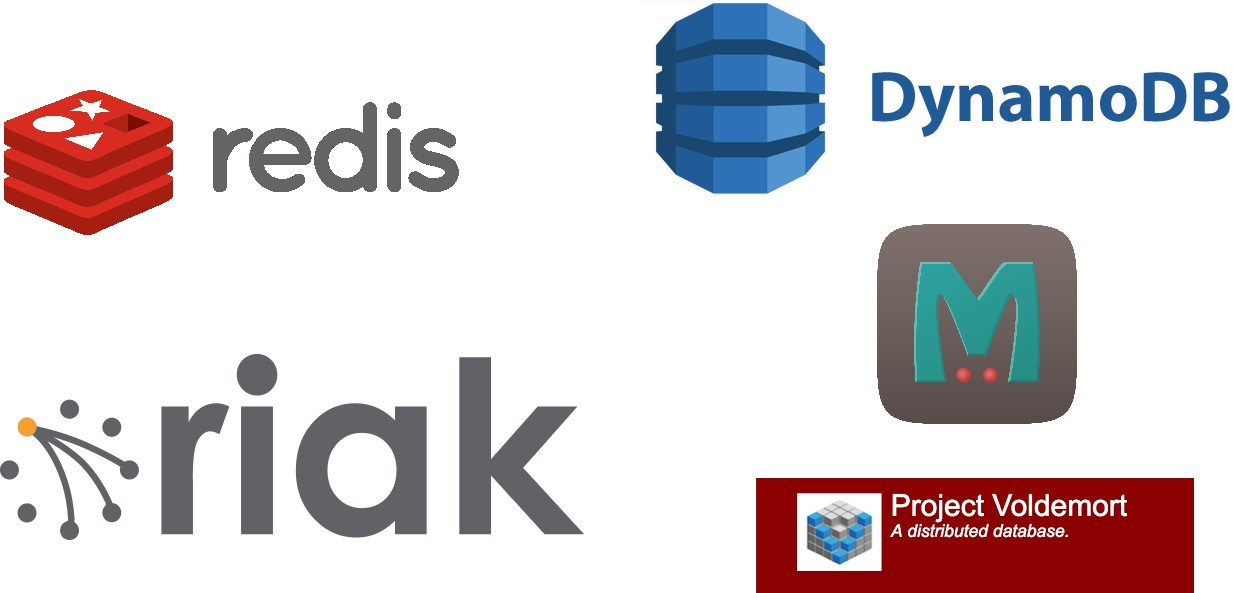 redis
DynamoDB
M
riak
Project Voldemort
A distributed database.